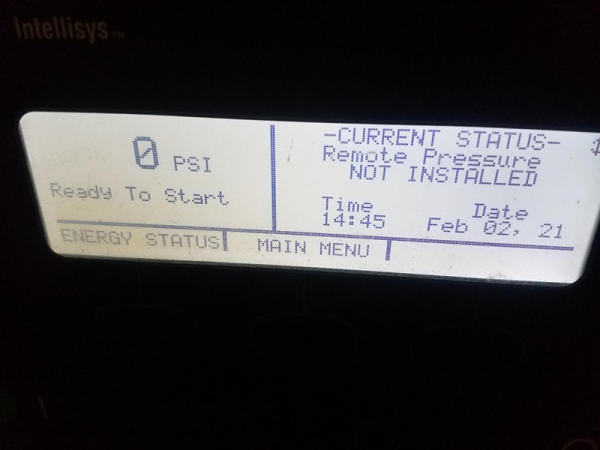 Intellisys™
0 PSI
Ready To Start
-CURRENT STATUS-
Remote Pressure
NOT INSTALLED
Time
14:45
Date
Feb 02, 21
ENERGY STATUS
MAIN MENU